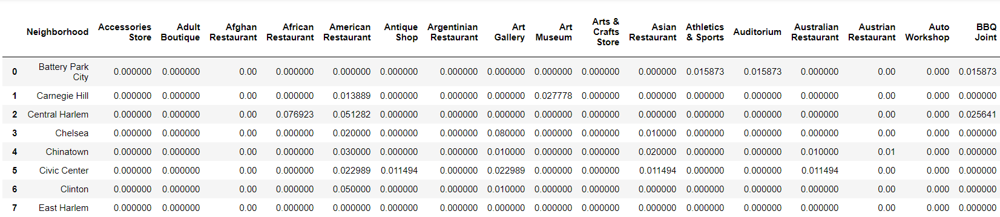 Neighborhood Accessories Store Adult Boutique Afghan Restaurant African Restaurant American Restaurant Antique Shop Argentinian Restaurant Art Gallery Art Museum Arts & Crafts Store Asian Restaurant Athletics & Sports Auditorium Australian Restaurant Austrian Restaurant Auto Workshop BBQ Joint
0 Battery Park City 0.000000 0.000000 0.00 0.000000 0.000000 0.000000 0.000000 0.000000 0.000000 0.000000 0.000000 0.015873 0.015873 0.000000 0.00 0.000 0.015873
1 Carnegie Hill 0.000000 0.000000 0.00 0.000000 0.013889 0.000000 0.000000 0.000000 0.027778 0.000000 0.000000 0.000000 0.000000 0.000000 0.00 0.000 0.000000
2 Central Harlem 0.000000 0.000000 0.00 0.076923 0.051282 0.000000 0.000000 0.000000 0.000000 0.000000 0.000000 0.000000 0.000000 0.000000 0.00 0.000 0.025641
3 Chelsea 0.000000 0.000000 0.00 0.000000 0.020000 0.000000 0.000000 0.080000 0.000000 0.000000 0.010000 0.000000 0.000000 0.000000 0.00 0.000 0.000000
4 Chinatown 0.000000 0.000000 0.00 0.000000 0.030000 0.000000 0.000000 0.010000 0.000000 0.000000 0.020000 0.000000 0.000000 0.010000 0.01 0.000 0.000000
5 Civic Center 0.000000 0.000000 0.00 0.000000 0.022989 0.011494 0.000000 0.022989 0.000000 0.000000 0.011494 0.000000 0.000000 0.011494 0.00 0.000 0.000000
6 Clinton 0.000000 0.000000 0.00 0.000000 0.050000 0.000000 0.000000 0.010000 0.000000 0.000000 0.000000 0.000000 0.000000 0.000000 0.00 0.000 0.000000
7 East Harlem 0.000000 0.000000 0.00 0.000000 0.000000 0.000000 0.000000 0.000000 0.000000 0.000000 0.000000 0.000000 0.000000 0.000000 0.00 0.000 0.000000